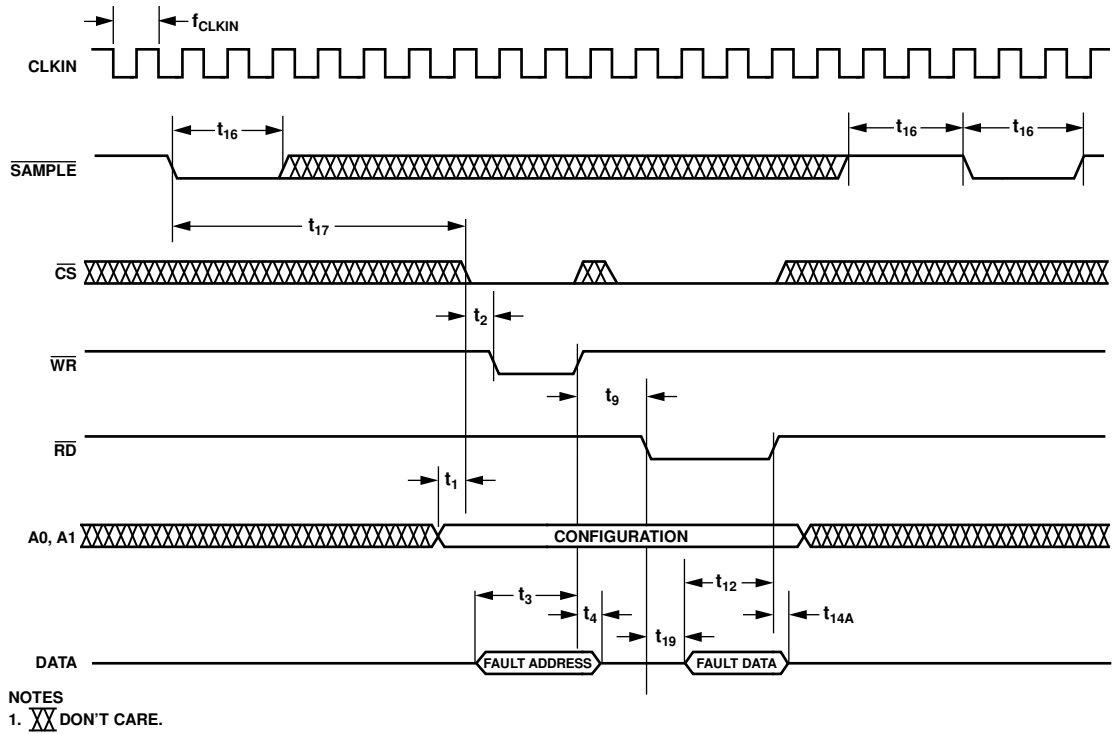 fCLKIN
CLKIN
t16
t16
t16
SAMPLE
t17
CS
t2
WR
t9
RD
t1
A0, A1
CONFIGURATION
t12
t3
t4
t14A
t19
DATA
FAULT ADDRESS
FAULT DATA
NOTES
1. DON'T CARE.